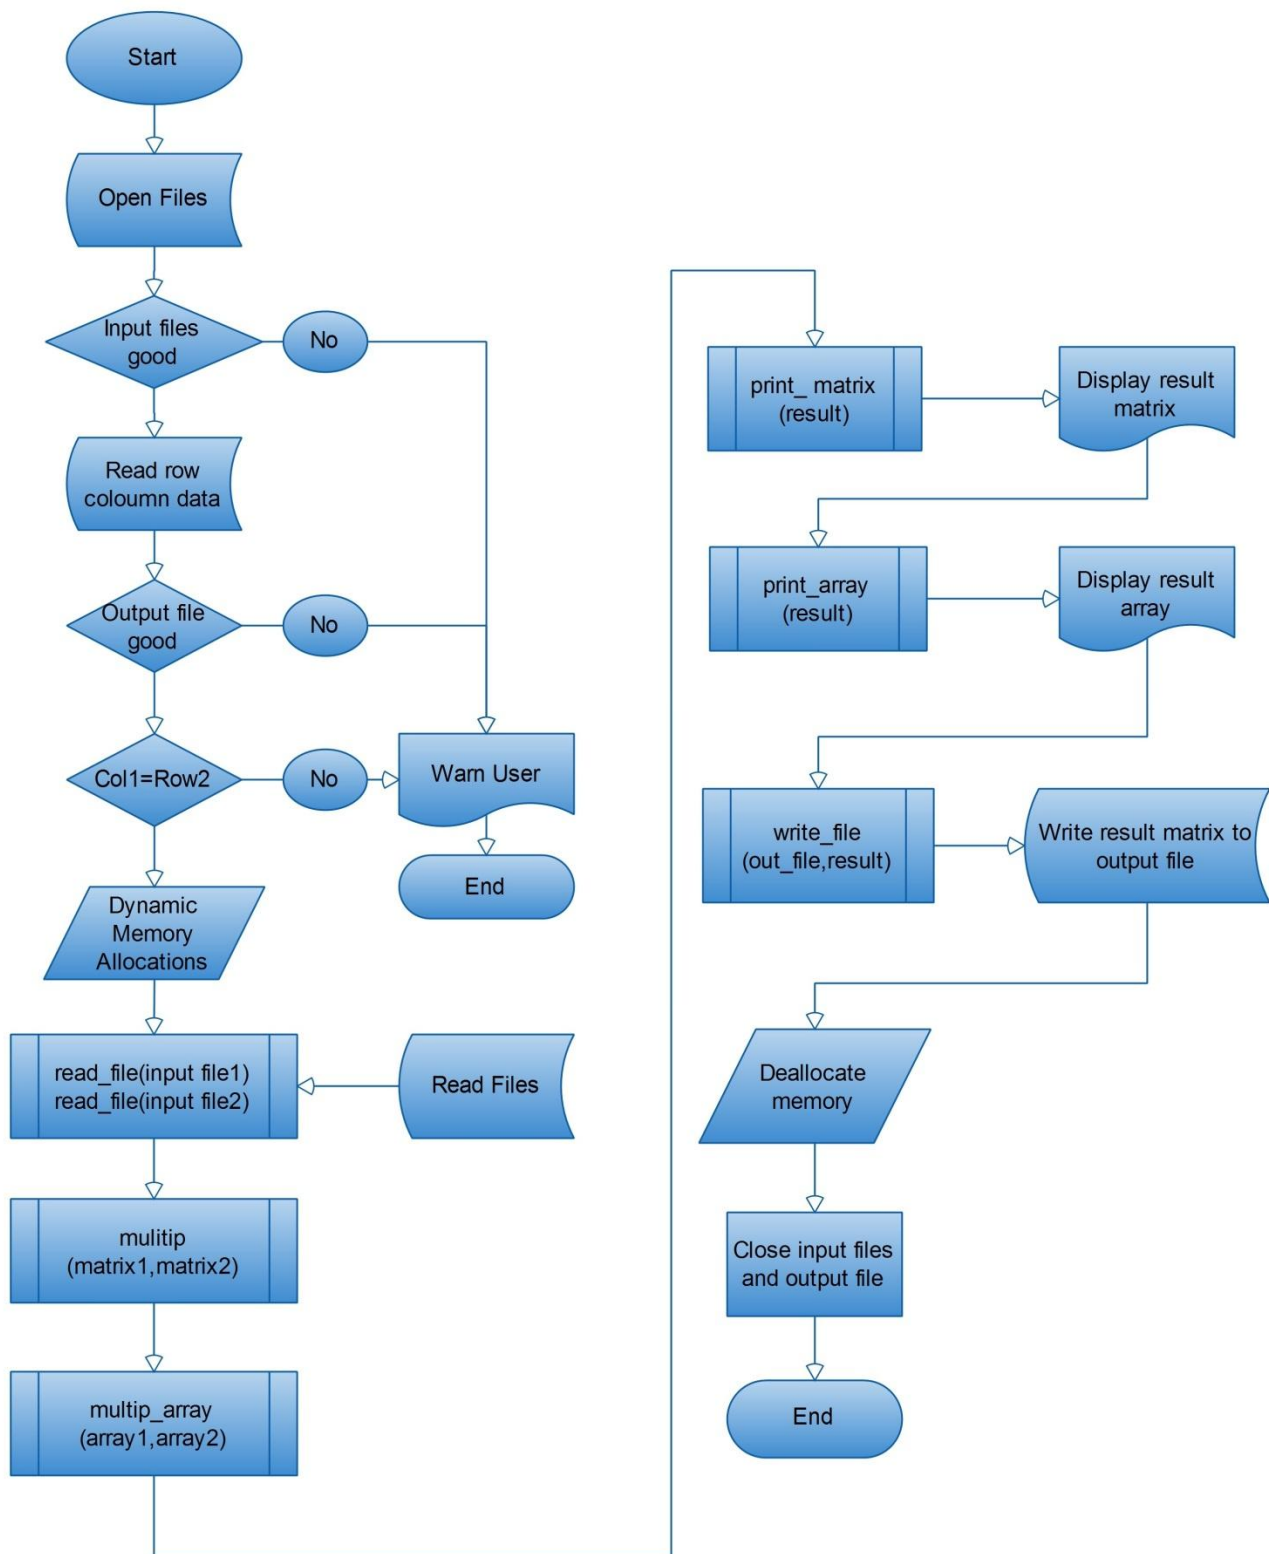 Start
Open Files
Input files
good
No
Read row
coloumn data
Output file
good
No
Col1=Row2
No
Warn User
End
Dynamic
Memory
Allocations
read_file(input file1)
read_file(input file2)
Read Files
mulitip
(matrix1,matrix2)
multip_array
(array1,array2)
print_ matrix
(result)
Display result
matrix
print_array
(result)
Display result
array
write_file
(out_file,result)
Write result matrix to
output file
Deallocate
memory
Close input files
and output file
End